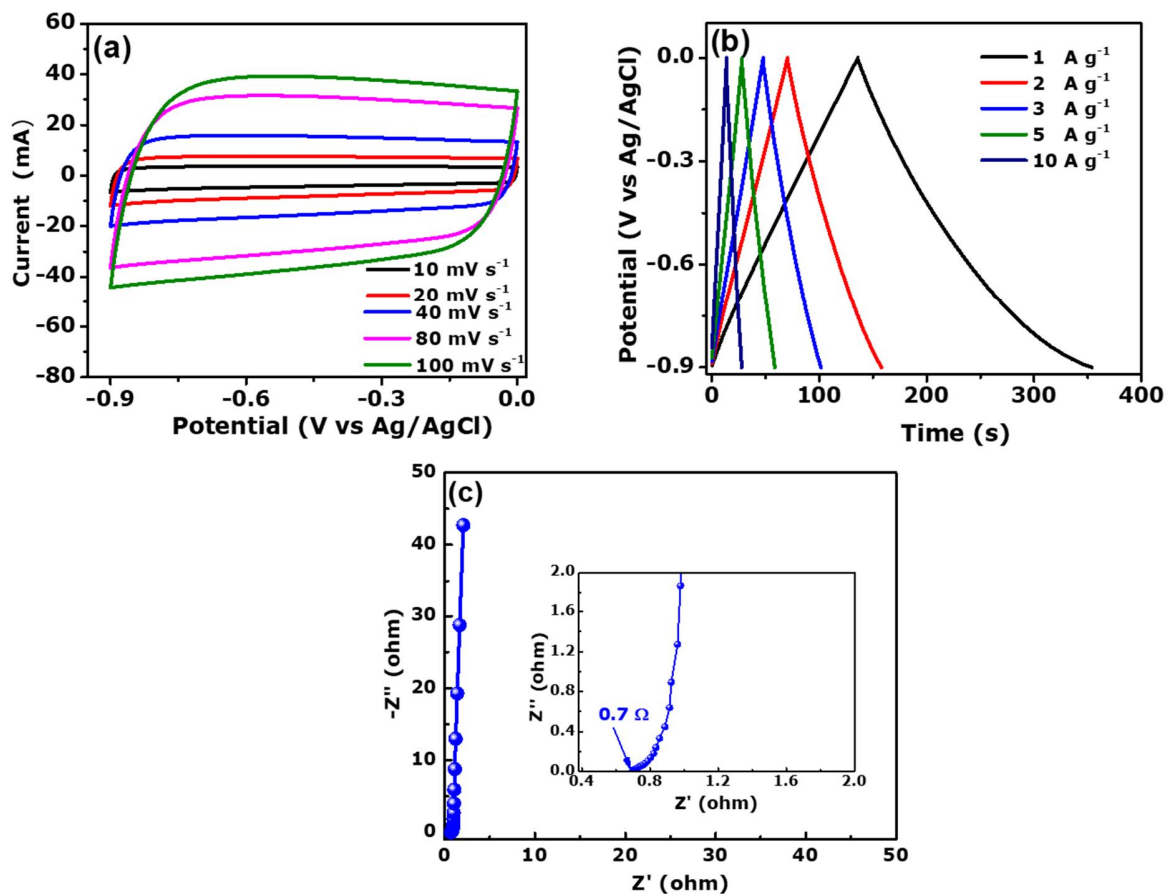 (a)
60
40
20
0
-20
-40
-60
-80
Current (mA)
10 mV s⁻¹
20 mV s⁻¹
40 mV s⁻¹
80 mV s⁻¹
100 mV s⁻¹
-0.9
-0.6
-0.3
0.0
Potential (V vs Ag/AgCl)
(b)
0.0
-0.3
-0.6
-0.9
Potential (V vs Ag/AgCl)
1 A g⁻¹
2 A g⁻¹
3 A g⁻¹
5 A g⁻¹
10 A g⁻¹
0
100
200
300
400
Time (s)
(c)
50
40
30
20
10
0
-Z'' (ohm)
2.0
1.6
1.2
0.8
0.4
0.0
Z'' (ohm)
0.7 Ω
0.4
0.8
1.2
1.6
2.0
Z' (ohm)
0
10
20
30
40
50
Z' (ohm)